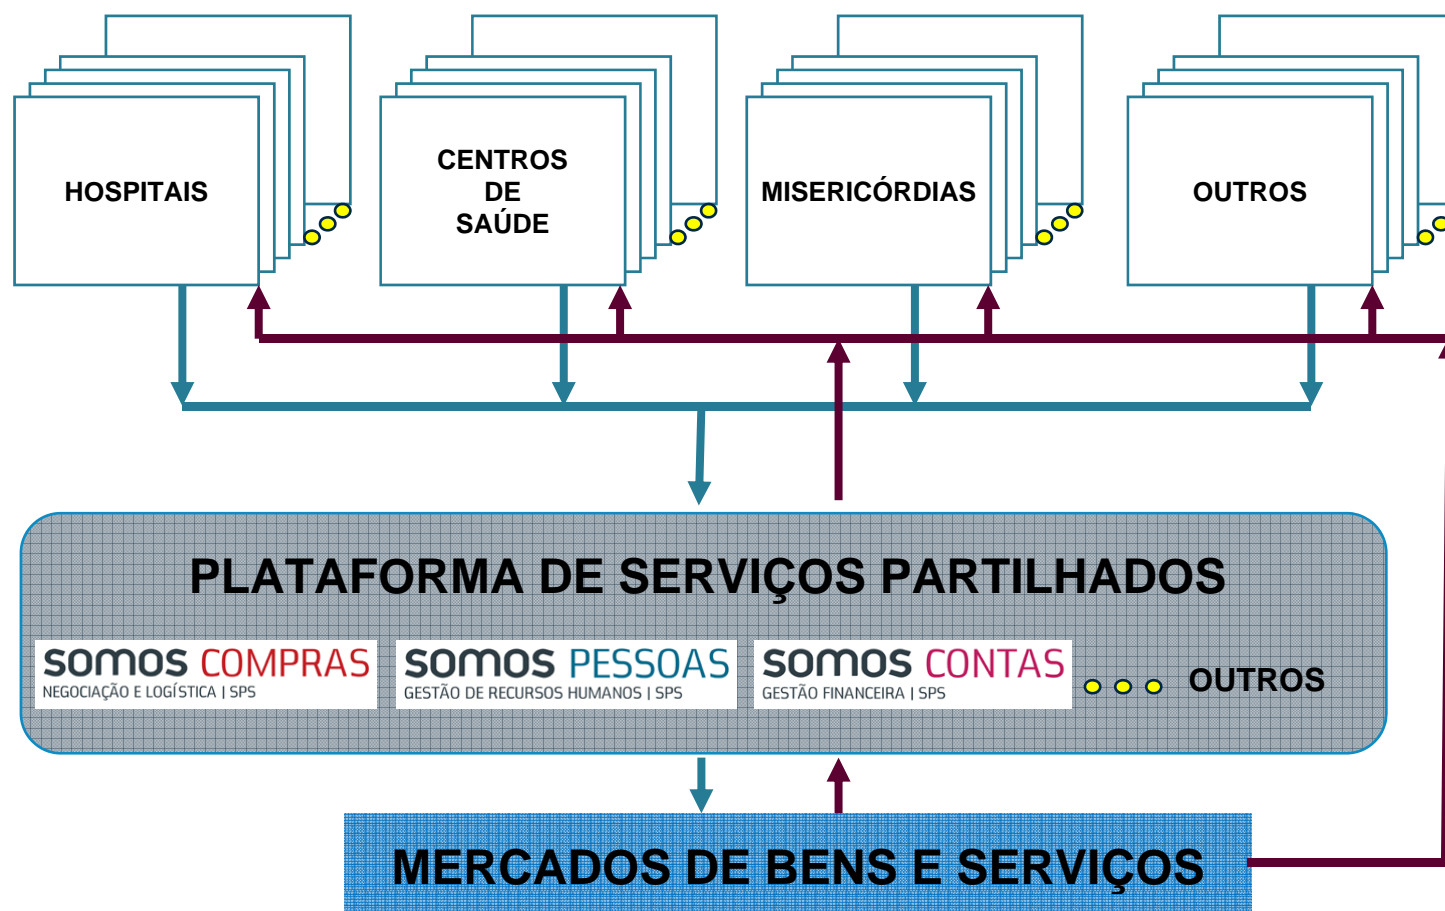 HOSPITAIS
CENTROS
DE
SAÚDE
MISERICÓRDIAS
OUTROS
PLATAFORMA DE SERVIÇOS PARTILHADOS
somos COMPRAS
NEGOCIAÇÃO E LOGÍSTICA | SPS
somos PESSOAS
GESTÃO DE RECURSOS HUMANOS | SPS
somos CONTAS
GESTÃO FINANCEIRA | SPS
OUTROS
MERCADOS DE BENS E SERVIÇOS